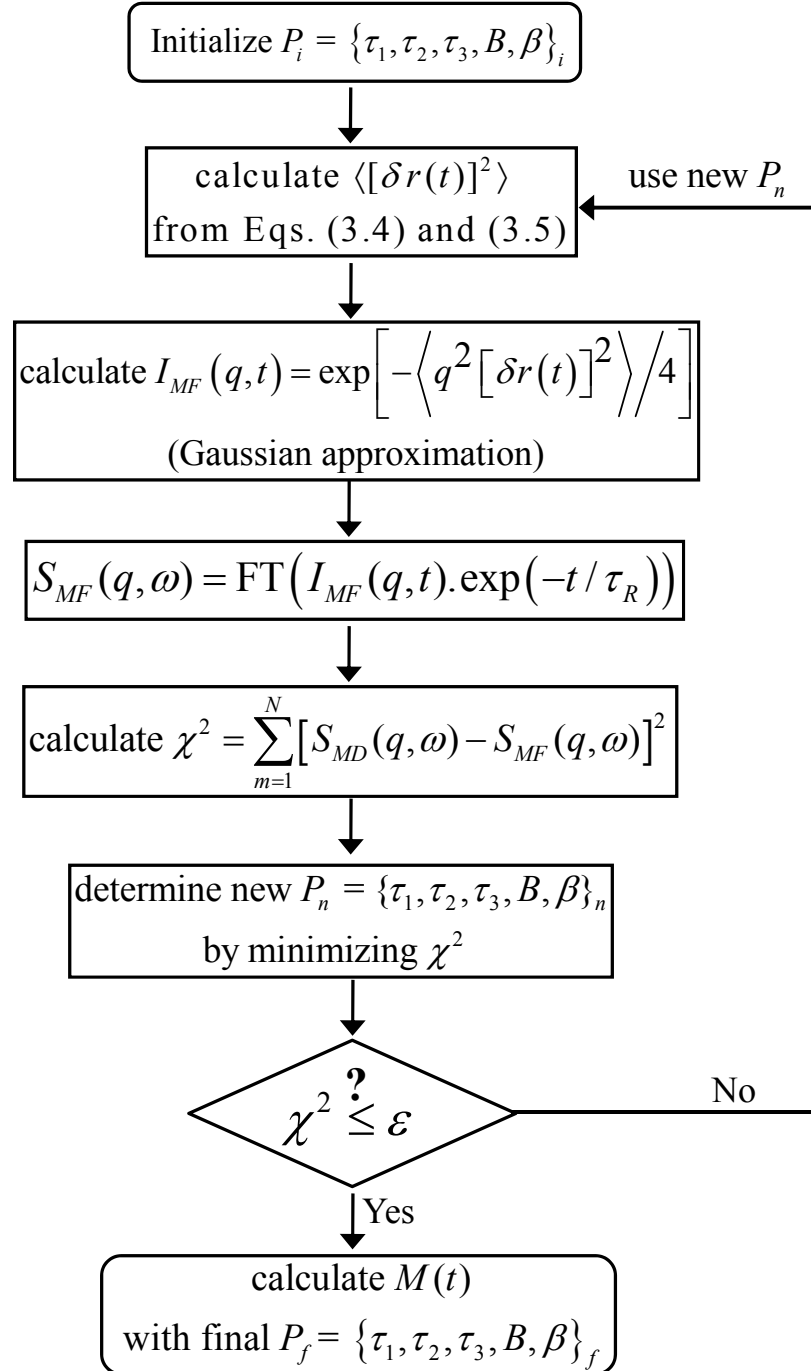 Initialize P_i = {τ_1, τ_2, τ_3, B, β}_i
calculate ⟨[δr(t)]^2⟩
from Eqs. (3.4) and (3.5)
use new P_n
calculate I_MF (q,t) = exp[−⟨q^2 [δr(t)]^2⟩/4]
(Gaussian approximation)
S_MF (q,ω) = FT(I_MF (q,t).exp(−t / τ_R))
calculate χ^2 = ∑_{m=1}^{N} [S_MD (q,ω) − S_MF (q,ω)]^2
determine new P_n = {τ_1, τ_2, τ_3, B, β}_n
by minimizing χ^2
?
χ^2 ≤ ε
No
Yes
calculate M(t)
with final P_f = {τ_1, τ_2, τ_3, B, β}_f